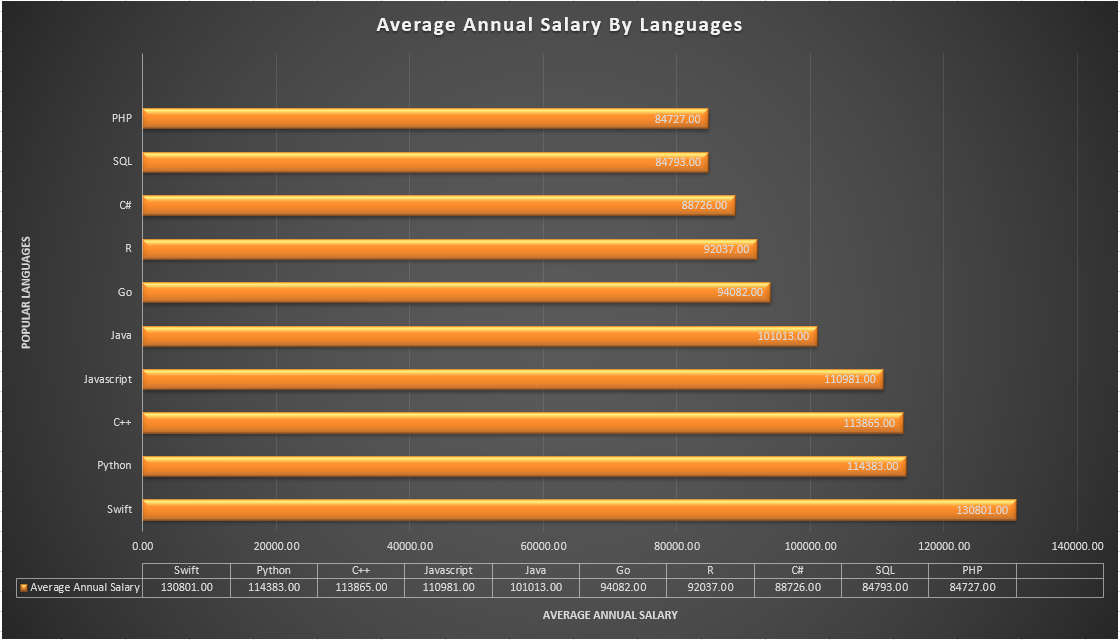 Average Annual Salary By Languages
PHP 84727.00
SQL 84793.00
C# 88726.00
R 92037.00
Go 94082.00
Java 101013.00
Javascript 110981.00
C++ 113865.00
Python 114383.00
Swift 130801.00
POPULAR LANGUAGES
0.00 20000.00 40000.00 60000.00 80000.00 100000.00 120000.00 140000.00
Swift Python C++ Javascript Java Go R C# SQL PHP
Average Annual Salary 130801.00 114383.00 113865.00 110981.00 101013.00 94082.00 92037.00 88726.00 84793.00 84727.00
AVERAGE ANNUAL SALARY